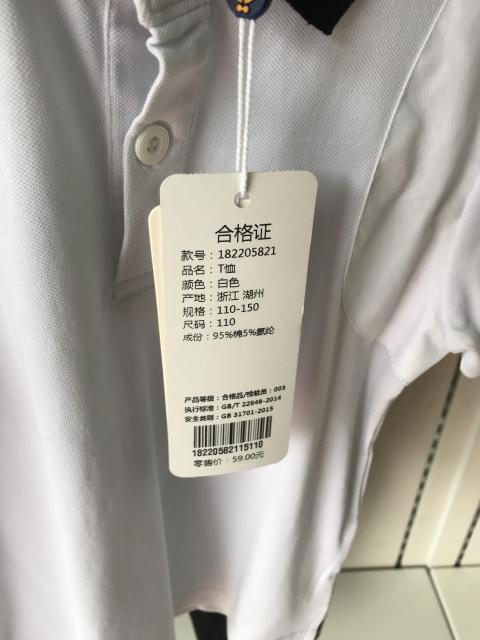 合格证
款号：182205821
品名：T恤
颜色：白色
产地：浙江 湖州
规格：110-150
尺码：110
成份：95%棉5%氨纶
产品等级：合格品/检验员：003
执行标准：GB/T 22849-2014
安全类别：GB 31701-2015
18220582115110
零售价：59.00元